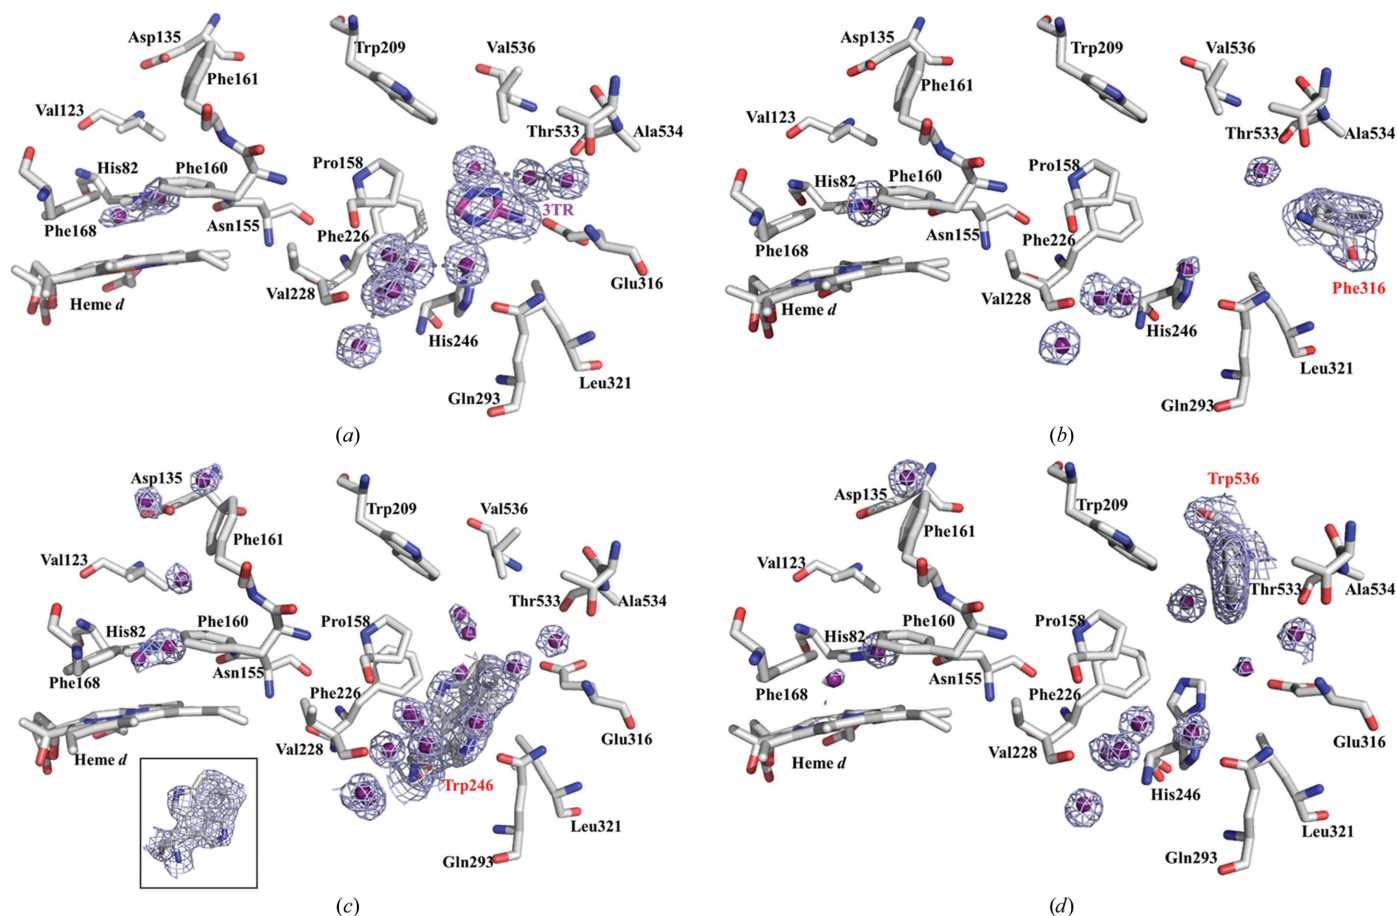 Asp135
Trp209
Val536
Phe161
Val123
Thr533
Ala534
His82
Phe160
Pro158
3TR
Phe168
Asn155
Phe226
Glu316
Val228
Heme d
His246
Leu321
Gln293
(a)
Asp135
Trp209
Val536
Phe161
Val123
Thr533
Ala534
Pro158
His82
Phe160
Phe168
Asn155
Phe226
Phe316
Val228
Heme d
His246
Leu321
Gln293
(b)
Asp135
Trp209
Val536
Phe161
Val123
Thr533
Ala534
His82
Phe160
Pro158
Phe168
Asn155
Phe226
Glu316
Val228
Heme d
Trp246
Leu321
Gln293
(c)
Trp536
Asp135
Trp209
Phe161
Val123
Thr533
Ala534
His82
Phe160
Pro158
Phe168
Asn155
Phe226
Glu316
Val228
Heme d
His246
Leu321
Gln293
(d)